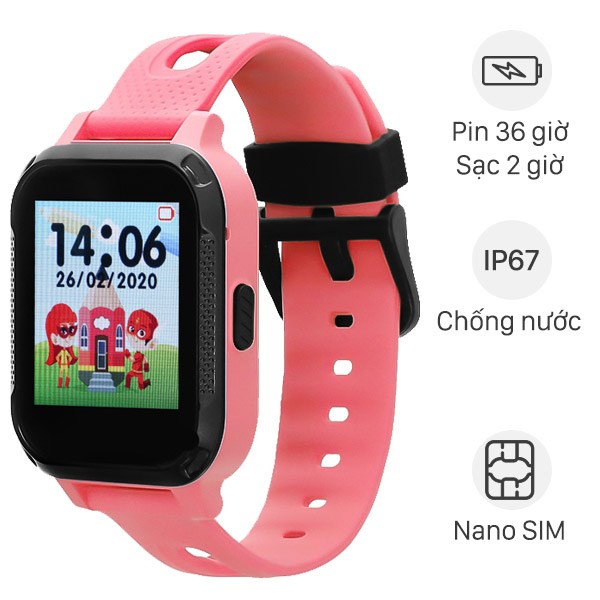 14:06
26/02/2020
Pin 36 giờ
Sạc 2 giờ
IP67
Chống nước
Nano SIM